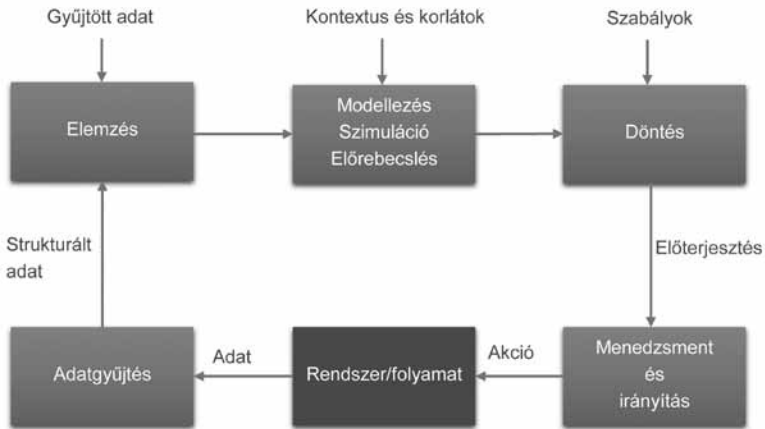 Gyűjtött adat
Kontextus és korlátok
Szabályok
Elemzés
Modellezés
Szimuláció
Előrebecslés
Döntés
Strukturált
adat
Előterjesztés
Adatgyűjtés
Adat
Rendszer/folyamat
Akció
Menedzsment
és
irányítás